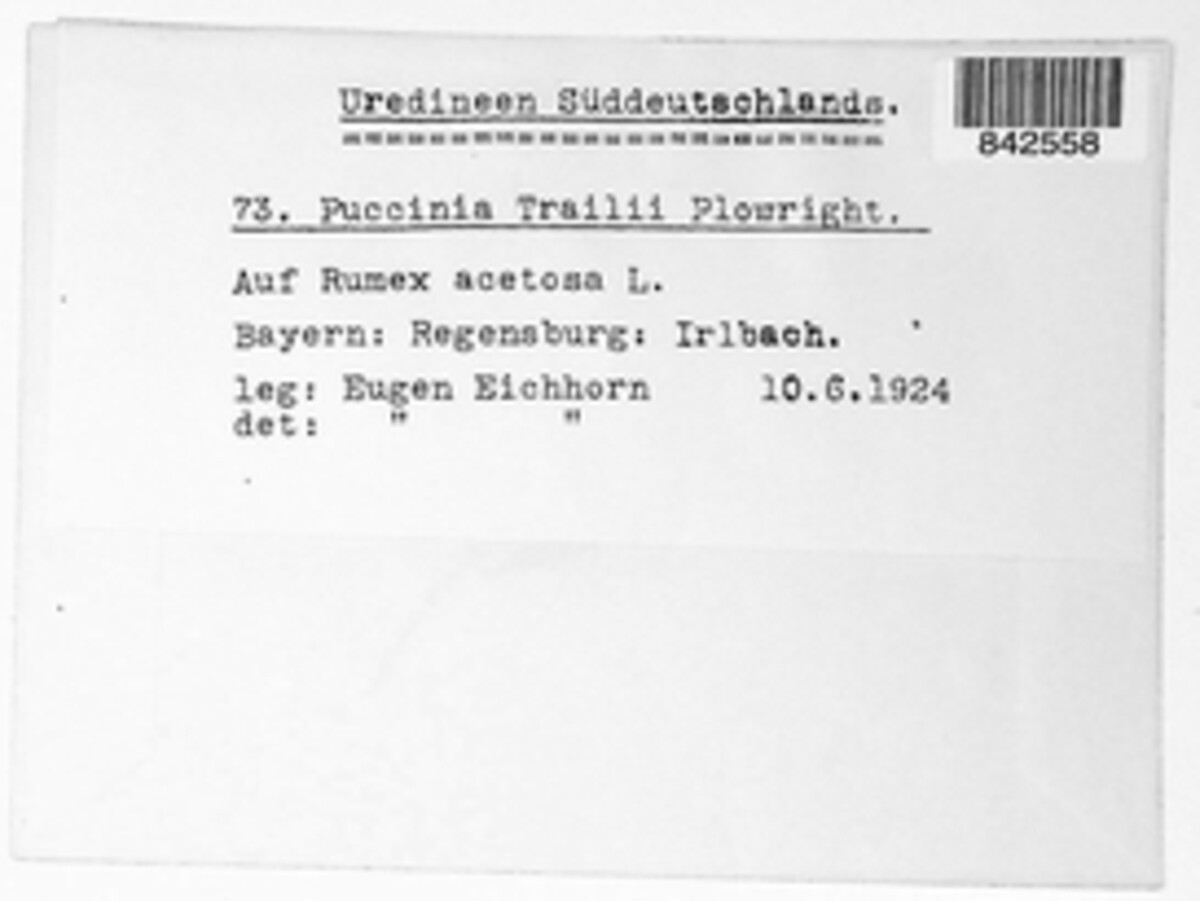 Uredineen Süddeutschlands.
842558
73. Puccinia Trailii Plowright.
Auf Rumex acetosa L.
Bayern: Regensburg: Irlbach.
leg: Eugen Eichhorn 10.6.1924
det: " "